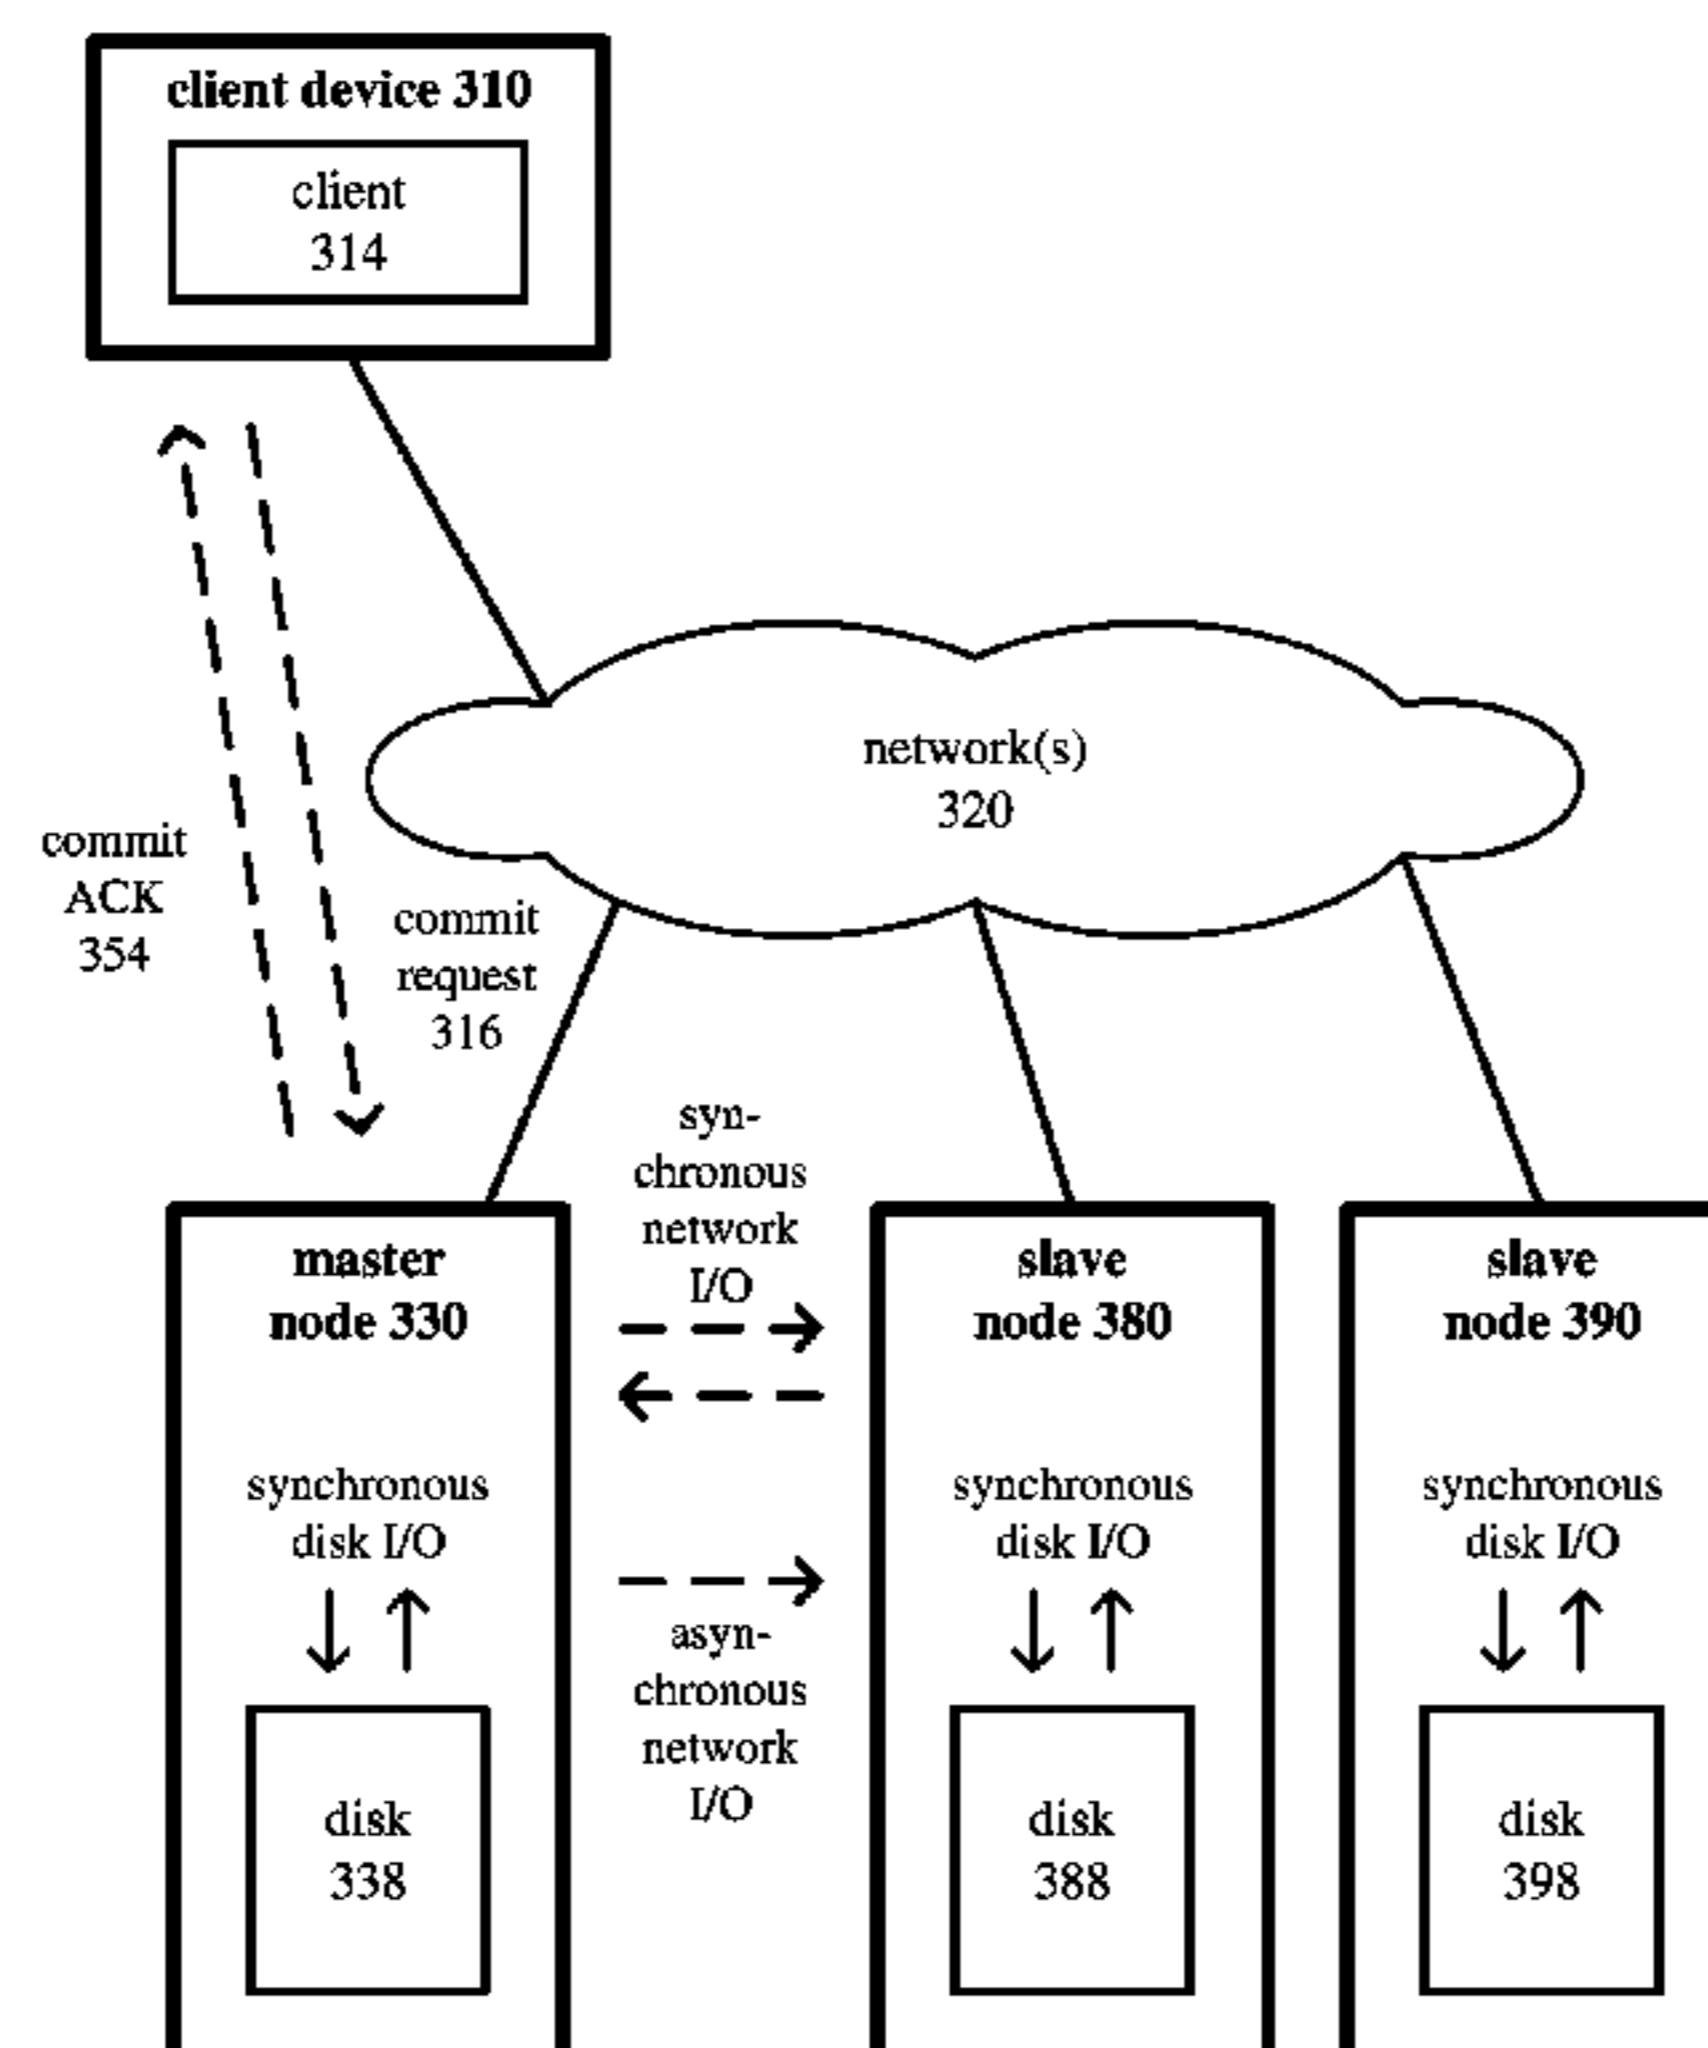 client device 310
client
314
network(s)
320
commit
ACK
354
commit
request
316
syn-
chronous
network
I/O
master
node 330
slave
node 380
slave
node 390
synchronous
disk I/O
synchronous
disk I/O
synchronous
disk I/O
asyn-
chronous
network
I/O
disk
338
disk
388
disk
398